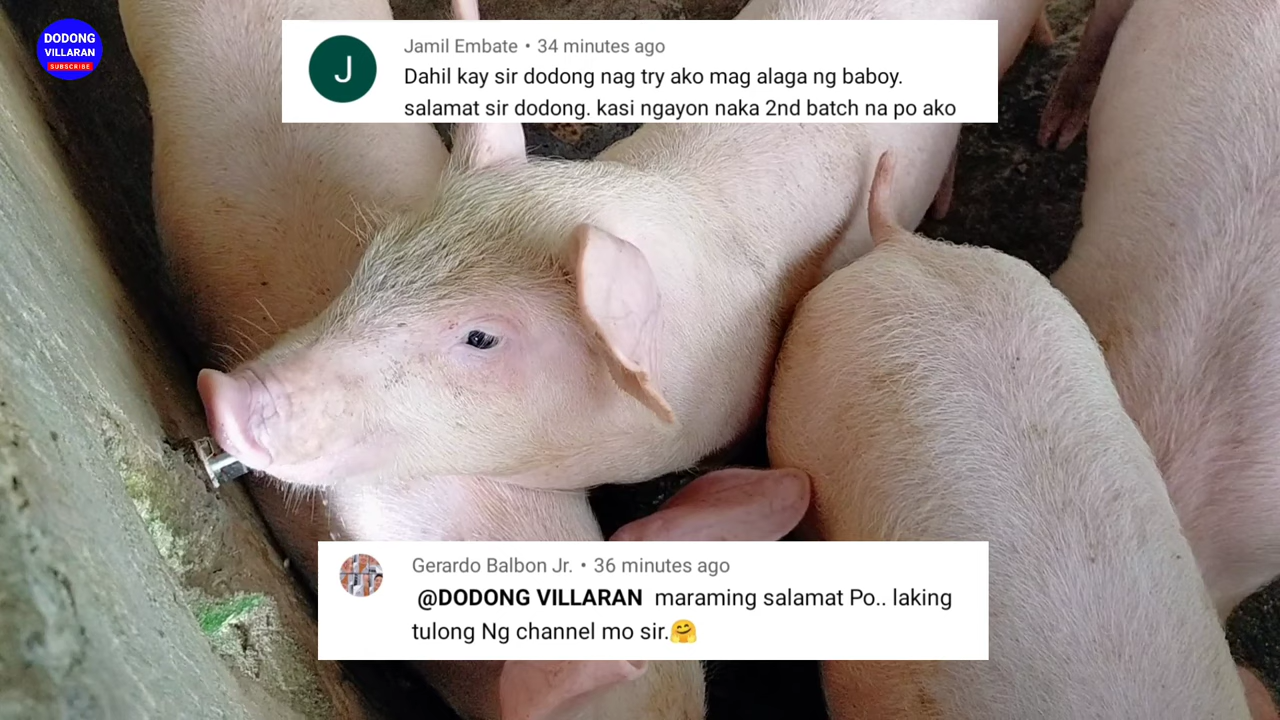 DODONG
VILLARAN
SUBSCRIBE
Jamil Embate • 34 minutes ago
J
Dahil kay sir dodong nag try ako mag alaga ng baboy.
salamat sir dodong. kasi ngayon naka 2nd batch na po ako
Gerardo Balbon Jr. • 36 minutes ago
@DODONG VILLARAN maraming salamat Po.. laking
tulong Ng channel mo sir.🤗